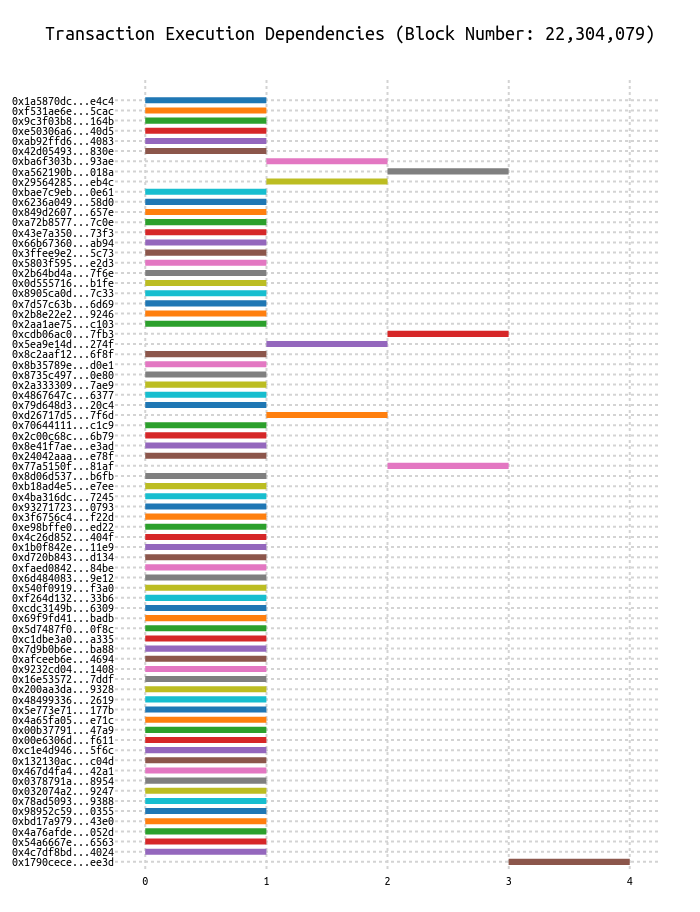 Transaction Execution Dependencies (Block Number: 22,304,079)
0x1a5870dc...e4c4
0xf531ae6e...5cac
0x9c3f03b8...164b
0xe50306a6...40d5
0xab92ffd6...4083
0x42d05493...830e
0xba6f303b...93ae
0xa562190b...018a
0x29564285...eb4c
0xbae7c9eb...0e61
0x6236a049...58d0
0x849d2607...657e
0xa72b8577...7c0e
0x43e7a350...73f3
0x66b67360...ab94
0x3ffee9e2...5c73
0x5803f595...e2d3
0x2b64bd4a...7f6e
0x0d555716...b1fe
0x8905ca0d...7c33
0x7d57c63b...6d69
0x2b8e22e2...9246
0x2aa1ae75...c103
0xcdb06ac0...7fb3
0x5ea9e14d...274f
0x8c2aaf12...6f8f
0x8b35789e...d0e1
0x8735c497...0e80
0x2a333309...7ae9
0x4867647c...6377
0x79d648d3...20c4
0xd26717d5...7f6d
0x70644111...c1c9
0x2c00c68c...6b79
0x8e41f7ae...e3ad
0x24042aaa...e78f
0x77a5150f...81af
0x8d06d537...b6fb
0xb18ad4e5...e7ee
0x4ba316dc...7245
0x93271723...0793
0x3f6756c4...f22d
0xe98bffe0...ed22
0x4c26d852...404f
0x1b0f842e...11e9
0xd720b843...d134
0xfaed0842...84be
0x6d484083...9e12
0x540f0919...f3a0
0xf264d132...33b6
0xcdc3149b...6309
0x69f9fd41...badb
0x5d7487f0...0f8c
0xc1dbe3a0...a335
0x7d9b0b6e...ba88
0xafceeb6e...4694
0x9232cd04...1408
0x16e53572...7ddf
0x200aa3da...9328
0x48499336...2619
0x5e773e71...177b
0x4a65fa05...e71c
0x00b37791...47a9
0x00e6306d...f611
0xc1e4d946...5f6c
0x132130ac...c04d
0x467d4fa4...42a1
0x0378791a...8954
0x032074a2...9247
0x78ad5093...9388
0x98952c59...0355
0xbd17a979...43e0
0x4a76afde...052d
0x54a6667e...6563
0x4c7df8bd...4024
0x1790cece...ee3d
0 1 2 3 4